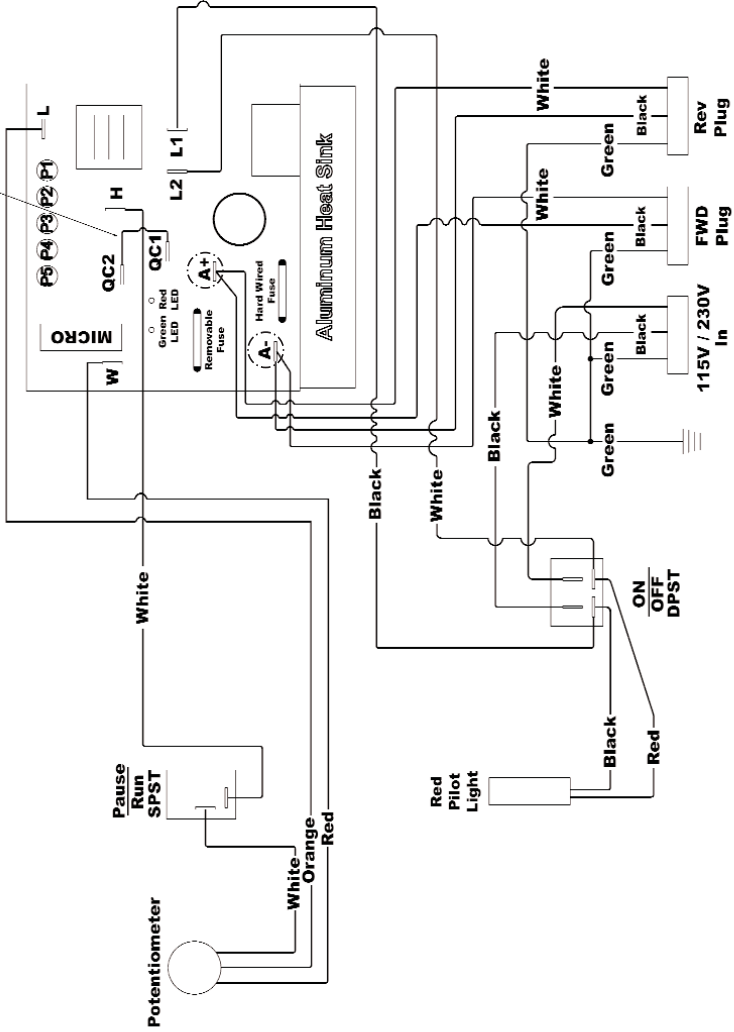 L
P5
P4
P3
P2
P1
H
L1
L2
QC2
QC1
MICRO
W
Green
LED
Red
LED
Removable
Fuse
A+
A-
Hard Wired
Fuse
Aluminum Heat Sink
White
Black
Green
Rev
Plug
White
Black
Green
FWD
Plug
White
Black
Green
115V / 230V
In
Black
Green
Black
White
ON
OFF
DPST
White
Pause
Run
SPST
Black
Red
Red
Pilot
Light
White
Orange
Red
Potentiometer